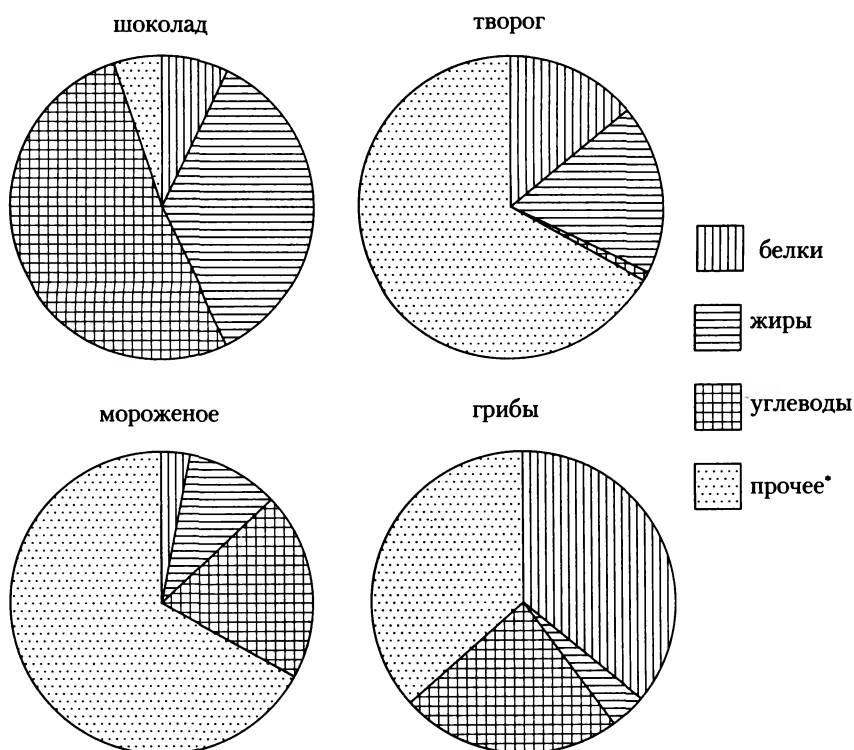 шоколад
творог
белки
жиры
углеводы
прочее*
мороженое
грибы